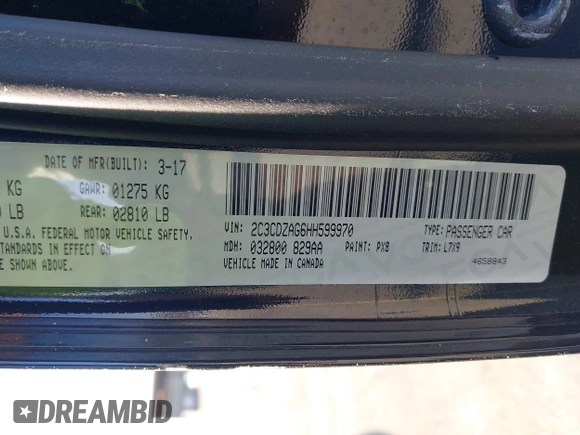 DATE OF MFR(BUILT): 3-17
KG GAWR: 01275 KG
LB REAR: 02810 LB
U.S.A. FEDERAL MOTOR VEHICLE SAFETY,
STANDARDS IN EFFECT ON
SHOWN ABOVE.
VIN: 2C3CDZAG6HH599970 TYPE: PASSENGER CAR
MDH: 032800 829AA PAINT: PX8 TRIM: L7X9
VEHICLE MADE IN CANADA 4658843
DREAMBID